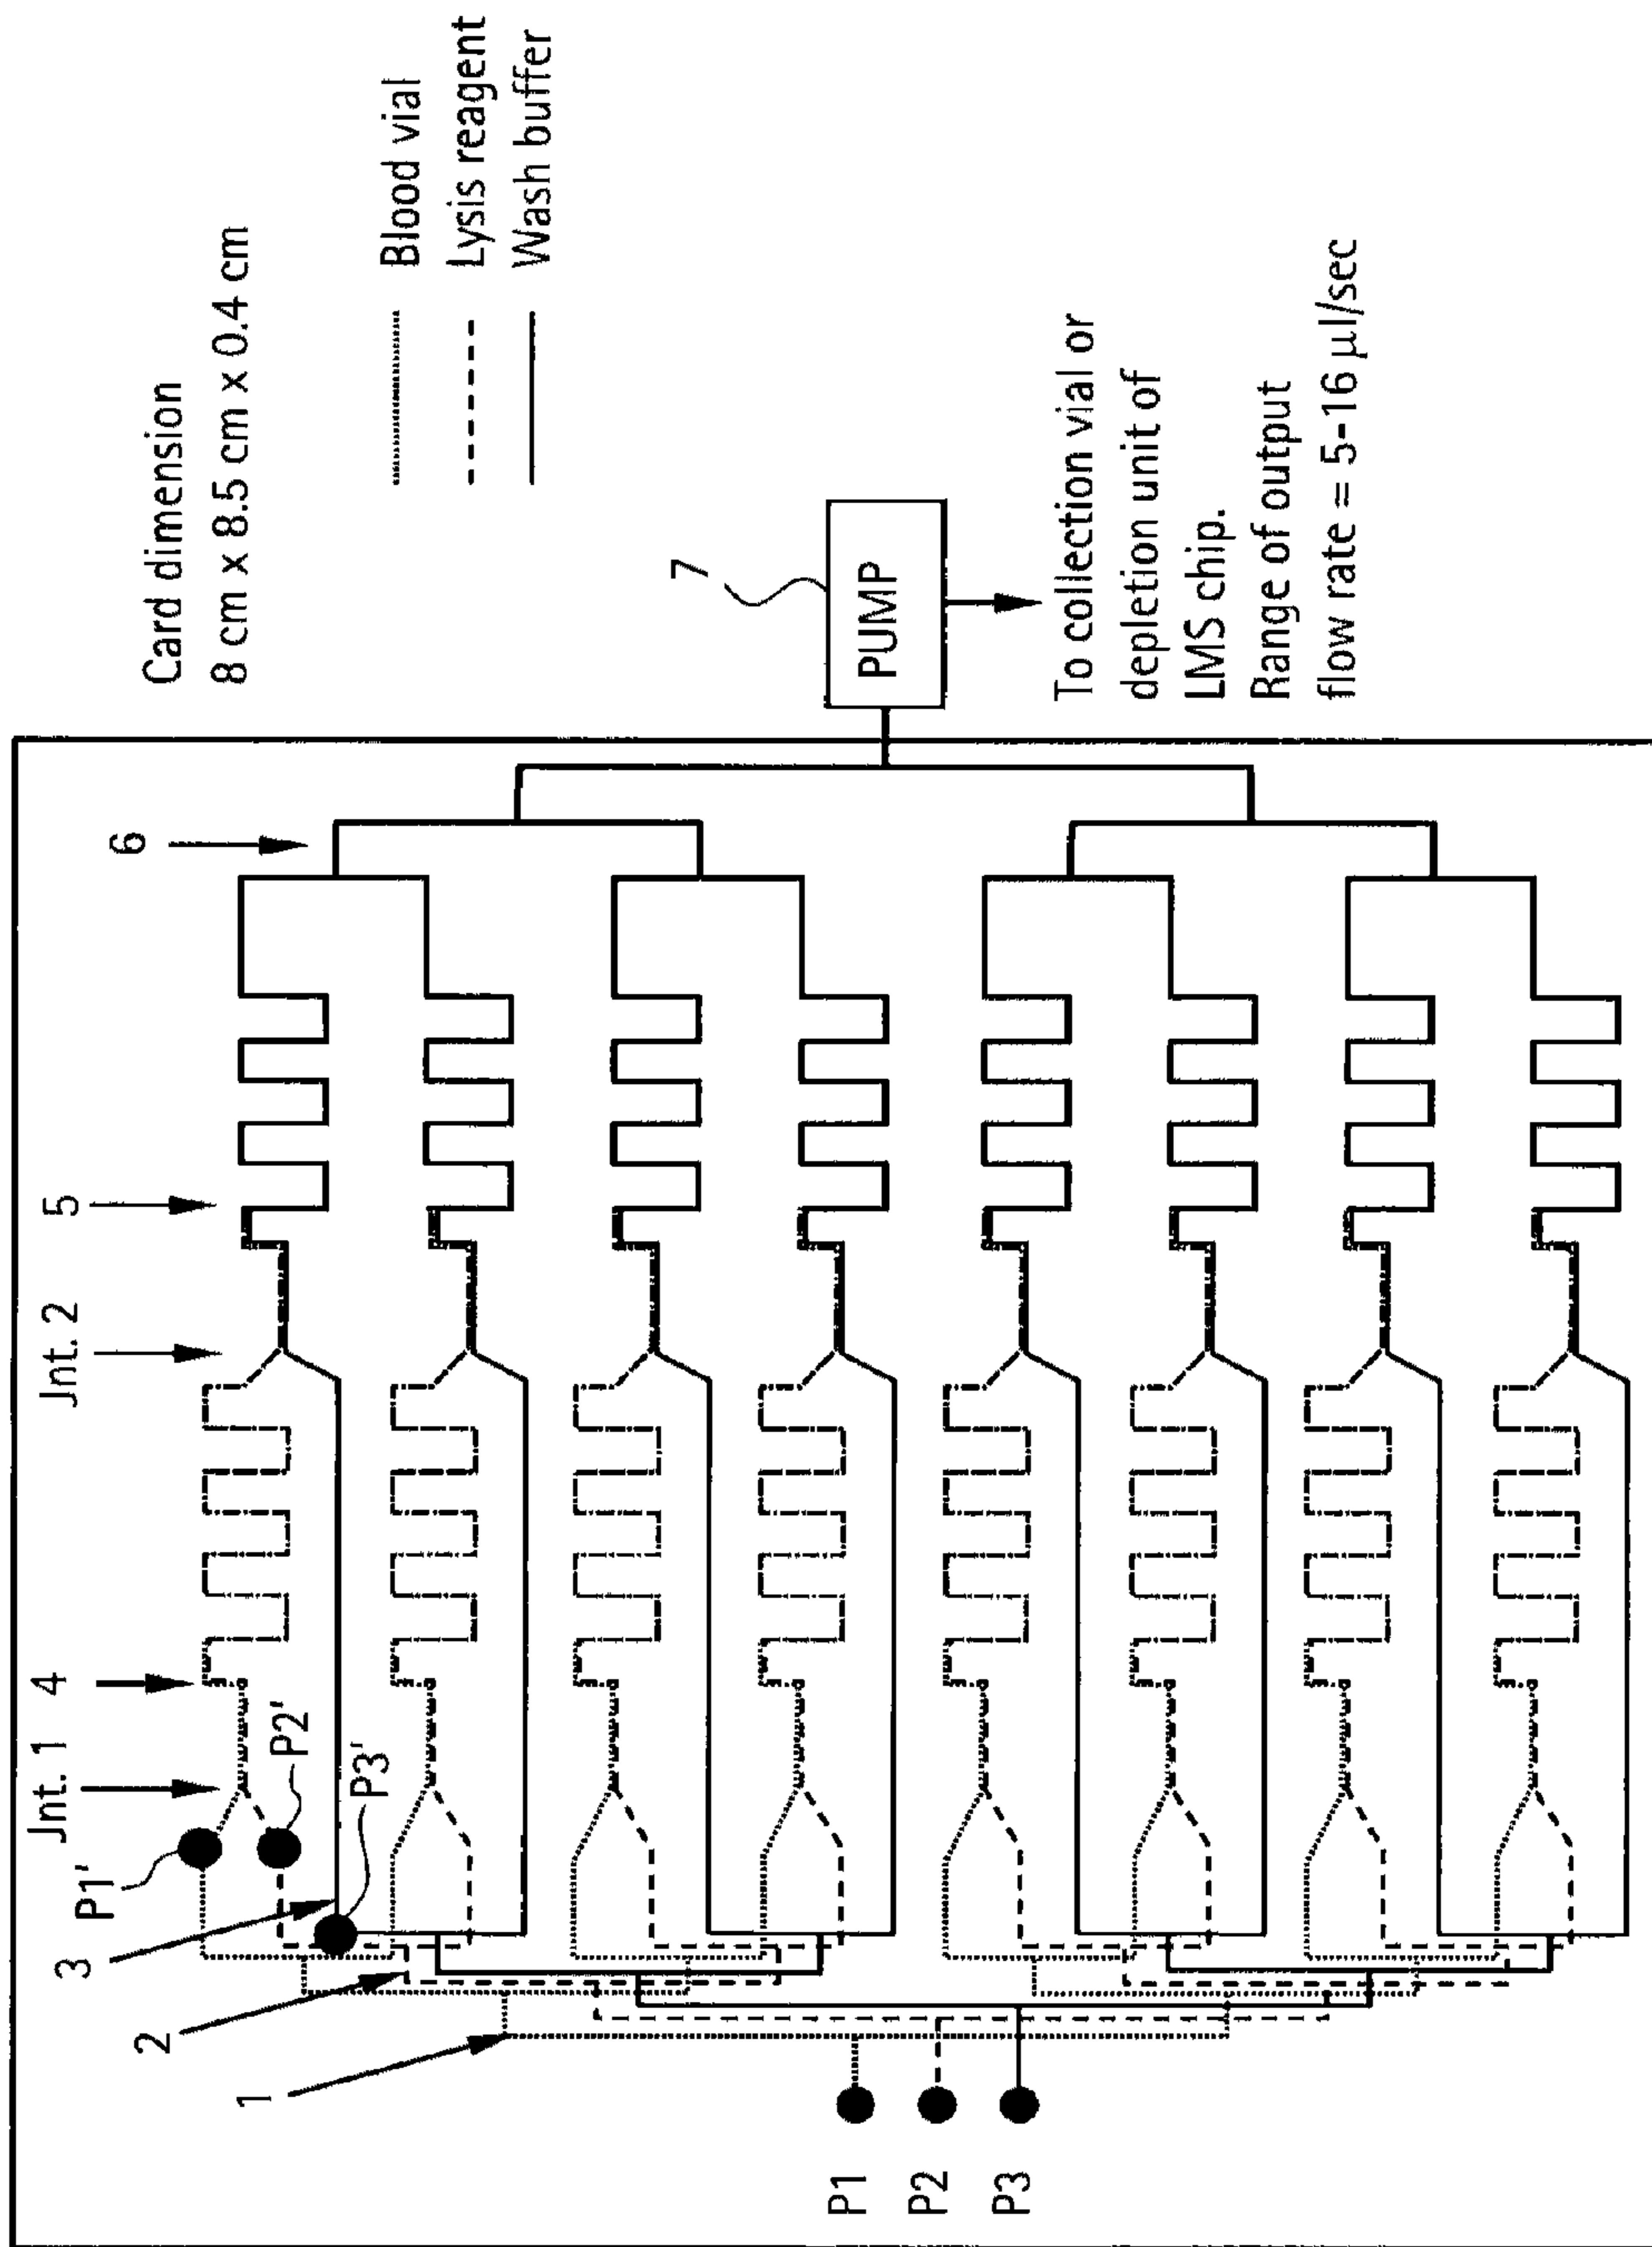 Card dimension
8 cm x 8.5 cm x 0.4 cm
Blood vial
Lysis reagent
Wash buffer
7
PUMP
To collection vial or
depletion unit of
LMS chip.
Range of output
flow rate = 5-16 µl/sec
6
5
Jnt. 2
4
Jnt. 1
P1'
P2'
P3'
3
2
1
P1
P2
P3